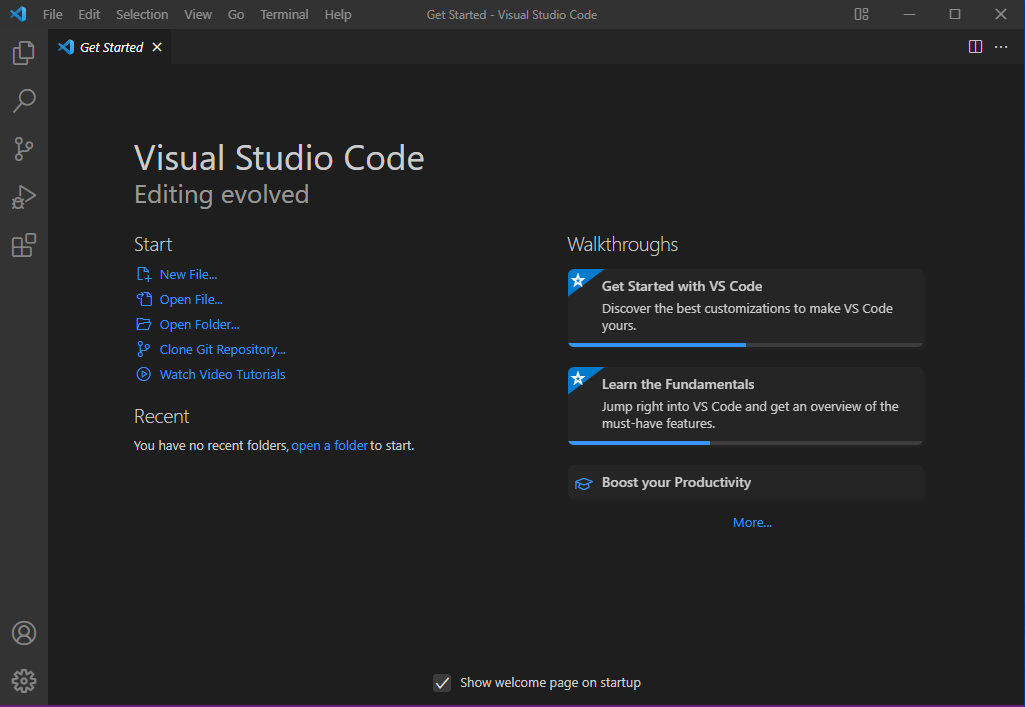 File Edit Selection View Go Terminal Help Get Started - Visual Studio Code
Get Started
Visual Studio Code
Editing evolved
Start
New File...
Open File...
Open Folder...
Clone Git Repository...
Watch Video Tutorials
Recent
You have no recent folders, open a folder to start.
Walkthroughs
Get Started with VS Code
Discover the best customizations to make VS Code
yours.
Learn the Fundamentals
Jump right into VS Code and get an overview of the
must-have features.
Boost your Productivity
More...
Show welcome page on startup